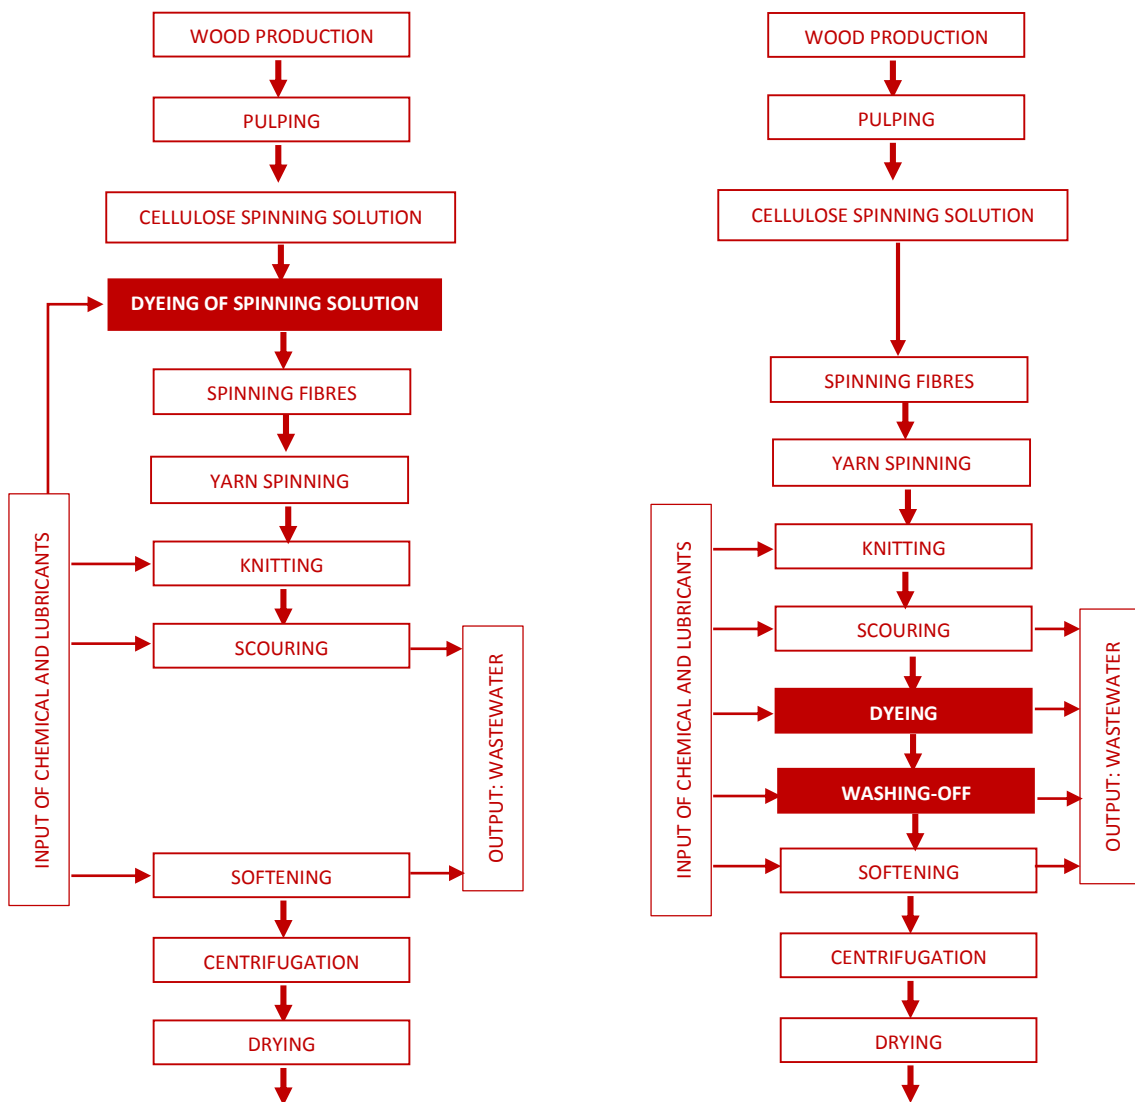 WOOD PRODUCTION
PULPING
CELLULOSE SPINNING SOLUTION
DYEING OF SPINNING SOLUTION
SPINNING FIBRES
YARN SPINNING
KNITTING
SCOURING
SOFTENING
CENTRIFUGATION
DRYING
INPUT OF CHEMICAL AND LUBRICANTS
OUTPUT: WASTEWATER
WOOD PRODUCTION
PULPING
CELLULOSE SPINNING SOLUTION
SPINNING FIBRES
YARN SPINNING
KNITTING
SCOURING
DYEING
WASHING-OFF
SOFTENING
CENTRIFUGATION
DRYING
INPUT OF CHEMICAL AND LUBRICANTS
OUTPUT: WASTEWATER